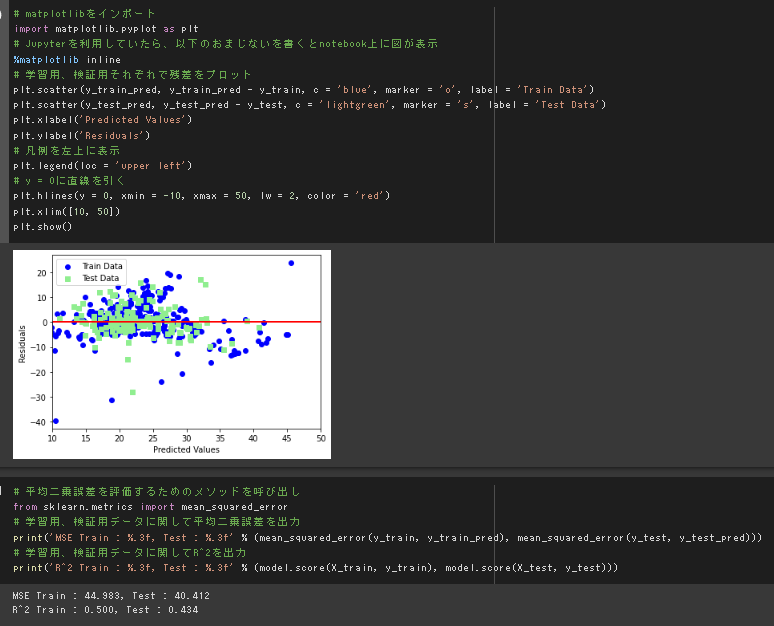 # matplotlibをインポート
import matplotlib.pyplot as plt
# Jupyterを利用していたら、以下のおまじないを書くとnotebook上に図が表示
%matplotlib inline
# 学習用、検証用それぞれで残差をプロット
plt.scatter(y_train_pred, y_train_pred - y_train, c = 'blue', marker = 'o', label = 'Train Data')
plt.scatter(y_test_pred, y_test_pred - y_test, c = 'lightgreen', marker = 's', label = 'Test Data')
plt.xlabel('Predicted Values')
plt.ylabel('Residuals')
# 凡例を左上に表示
plt.legend(loc = 'upper left')
# y = 0に直線を引く
plt.hlines(y = 0, xmin = -10, xmax = 50, lw = 2, color = 'red')
plt.xlim([10, 50])
plt.show()
Train Data
Test Data
20
10
0
−10
−20
−30
−40
Residuals
10 15 20 25 30 35 40 45 50
Predicted Values
# 平均二乗誤差を評価するためのメソッドを呼び出し
from sklearn.metrics import mean_squared_error
# 学習用、検証用データに関して平均二乗誤差を出力
print('MSE Train : %.3f, Test : %.3f' % (mean_squared_error(y_train, y_train_pred), mean_squared_error(y_test, y_test_pred)))
# 学習用、検証用データに関してR^2を出力
print('R^2 Train : %.3f, Test : %.3f' % (model.score(X_train, y_train), model.score(X_test, y_test)))
MSE Train : 44.983, Test : 40.412
R^2 Train : 0.500, Test : 0.434